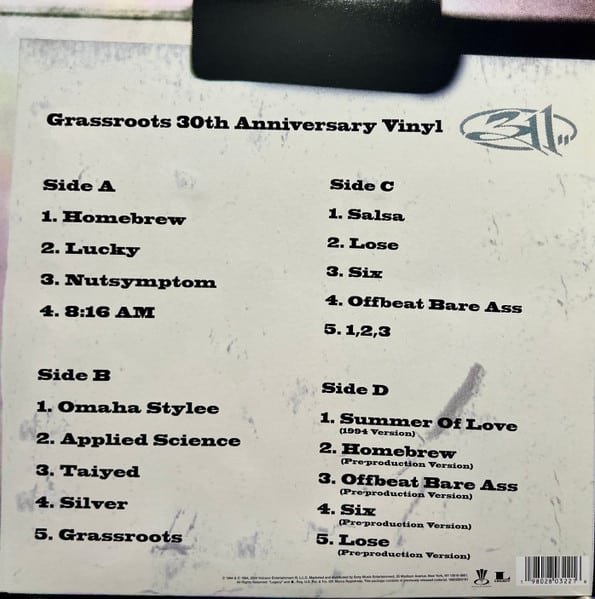 Grassroots 30th Anniversary Vinyl
311
Side A
1. Homebrew
2. Lucky
3. Nutsymptom
4. 8:16 AM
Side B
1. Omaha Stylee
2. Applied Science
3. Taiyed
4. Silver
5. Grassroots
Side C
1. Salsa
2. Lose
3. Six
4. Offbeat Bare Ass
5. 1,2,3
Side D
1. Summer Of Love
(1994 Version)
2. Homebrew
(Pre-production Version)
3. Offbeat Bare Ass
(Pre-production Version)
4. Six
(Pre-production Version)
5. Lose
(Pre-production Version)